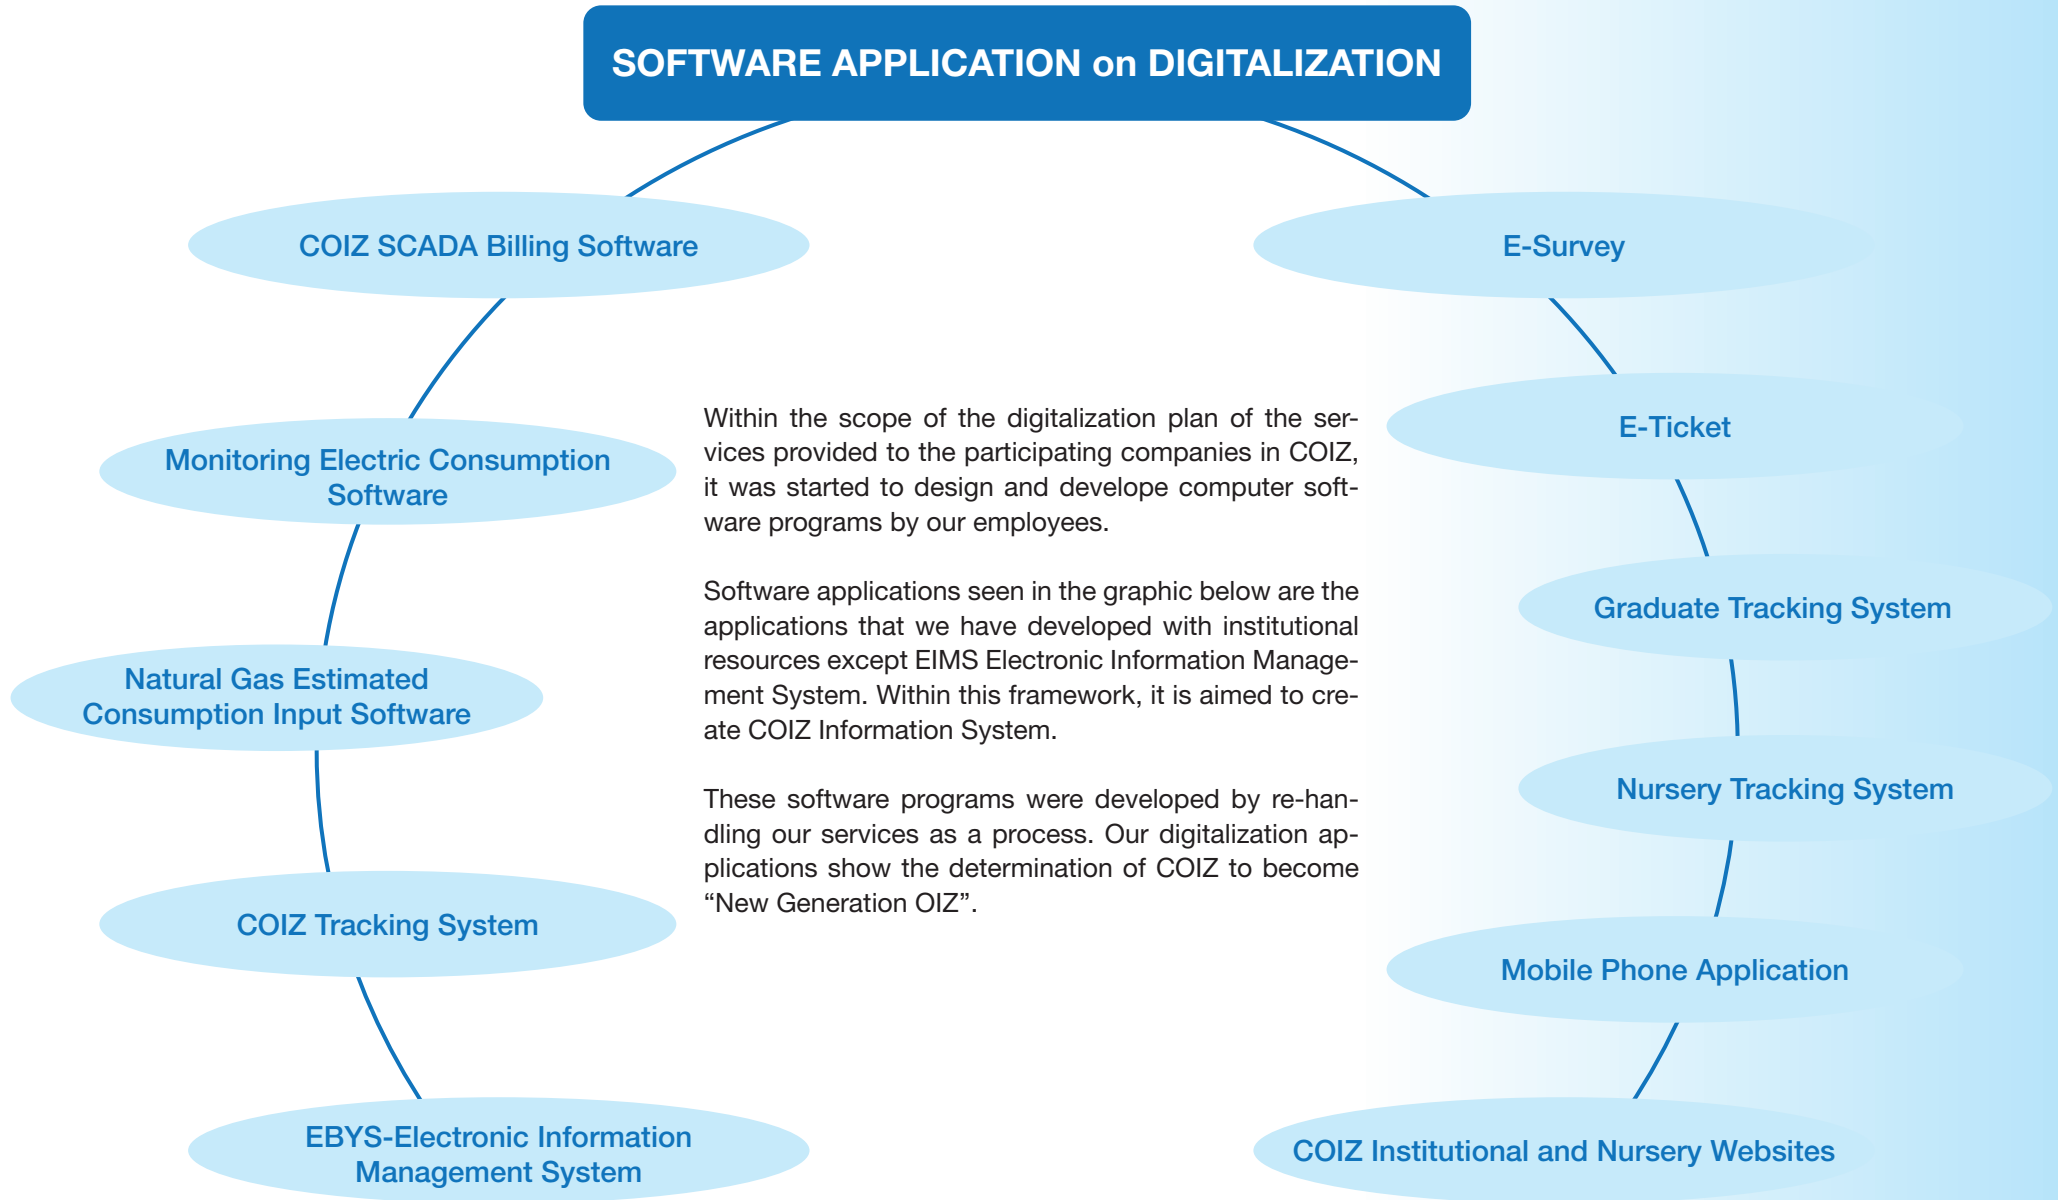 SOFTWARE APPLICATION on DIGITALIZATION
COIZ SCADA Billing Software
Monitoring Electric Consumption
Software
Natural Gas Estimated
Consumption Input Software
COIZ Tracking System
EBYS-Electronic Information
Management System
Within the scope of the digitalization plan of the ser-
vices provided to the participating companies in COIZ,
it was started to design and develope computer soft-
ware programs by our employees.
Software applications seen in the graphic below are the
applications that we have developed with institutional
resources except EIMS Electronic Information Manage-
ment System. Within this framework, it is aimed to cre-
ate COIZ Information System.
These software programs were developed by re-han-
dling our services as a process. Our digitalization ap-
plications show the determination of COIZ to become
“New Generation OIZ”.
E-Survey
E-Ticket
Graduate Tracking System
Nursery Tracking System
Mobile Phone Application
COIZ Institutional and Nursery Websites